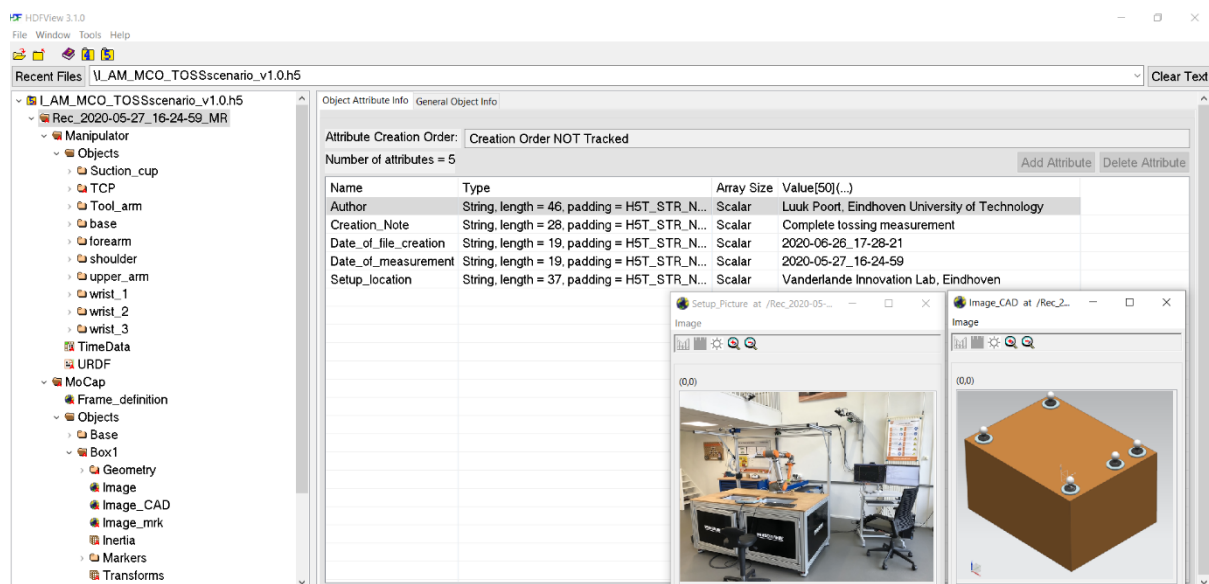 HDFView 3.1.0
File Window Tools Help
Recent Files \I_AM_MCO_TOSSscenario_v1.0.h5 Clear Text
I_AM_MCO_TOSSscenario_v1.0.h5
Rec_2020-05-27_16-24-59_MR
Manipulator
Objects
Suction_cup
TCP
Tool_arm
base
forearm
shoulder
upper_arm
wrist_1
wrist_2
wrist_3
TimeData
URDF
MoCap
Frame_definition
Objects
Base
Box1
Geometry
Image
Image_CAD
Image_mrk
Inertia
Markers
Transforms
Object Attribute Info General Object Info
Attribute Creation Order: Creation Order NOT Tracked
Number of attributes = 5 Add Attribute Delete Attribute
Name Type Array Size Value[50](...)
Author String, length = 46, padding = H5T_STR_N... Scalar Luuk Poort, Eindhoven University of Technology
Creation_Note String, length = 28, padding = H5T_STR_N... Scalar Complete tossing measurement
Date_of_file_creation String, length = 19, padding = H5T_STR_N... Scalar 2020-06-26_17-28-21
Date_of_measurement String, length = 19, padding = H5T_STR_N... Scalar 2020-05-27_16-24-59
Setup_location String, length = 37, padding = H5T_STR_N... Scalar Vanderlande Innovation Lab, Eindhoven
Setup_Picture at /Rec_2020-05-...
Image
(0,0)
Image_CAD at /Rec_2...
Image
(0,0)